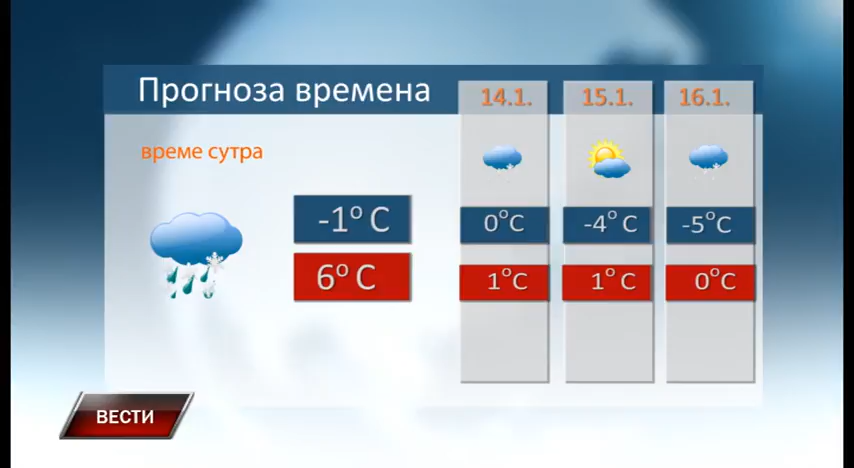 Прогноза времена
14.1.
15.1.
16.1.
време сутра
-1° C
6° C
0°C
-4° C
-5°C
1°C
1°C
0°C
ВЕСТИ